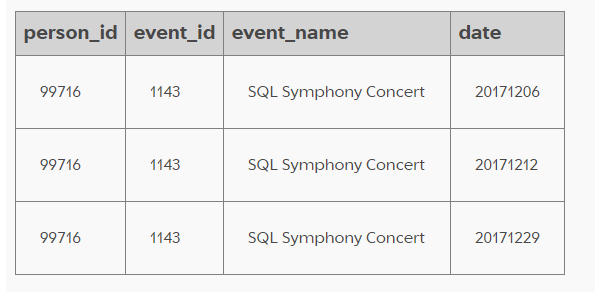 person_id event_id event_name date
99716 1143 SQL Symphony Concert 20171206
99716 1143 SQL Symphony Concert 20171212
99716 1143 SQL Symphony Concert 20171229